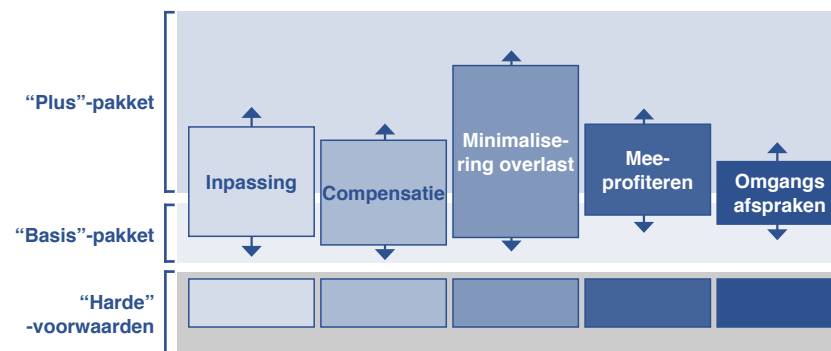 “Plus”-pakket
Inpassing
Compensatie
Minimalise-
ring overlast
Mee-
profiteren
Omgangs
afspraken
“Basis”-pakket
“Harde”
-voorwaarden